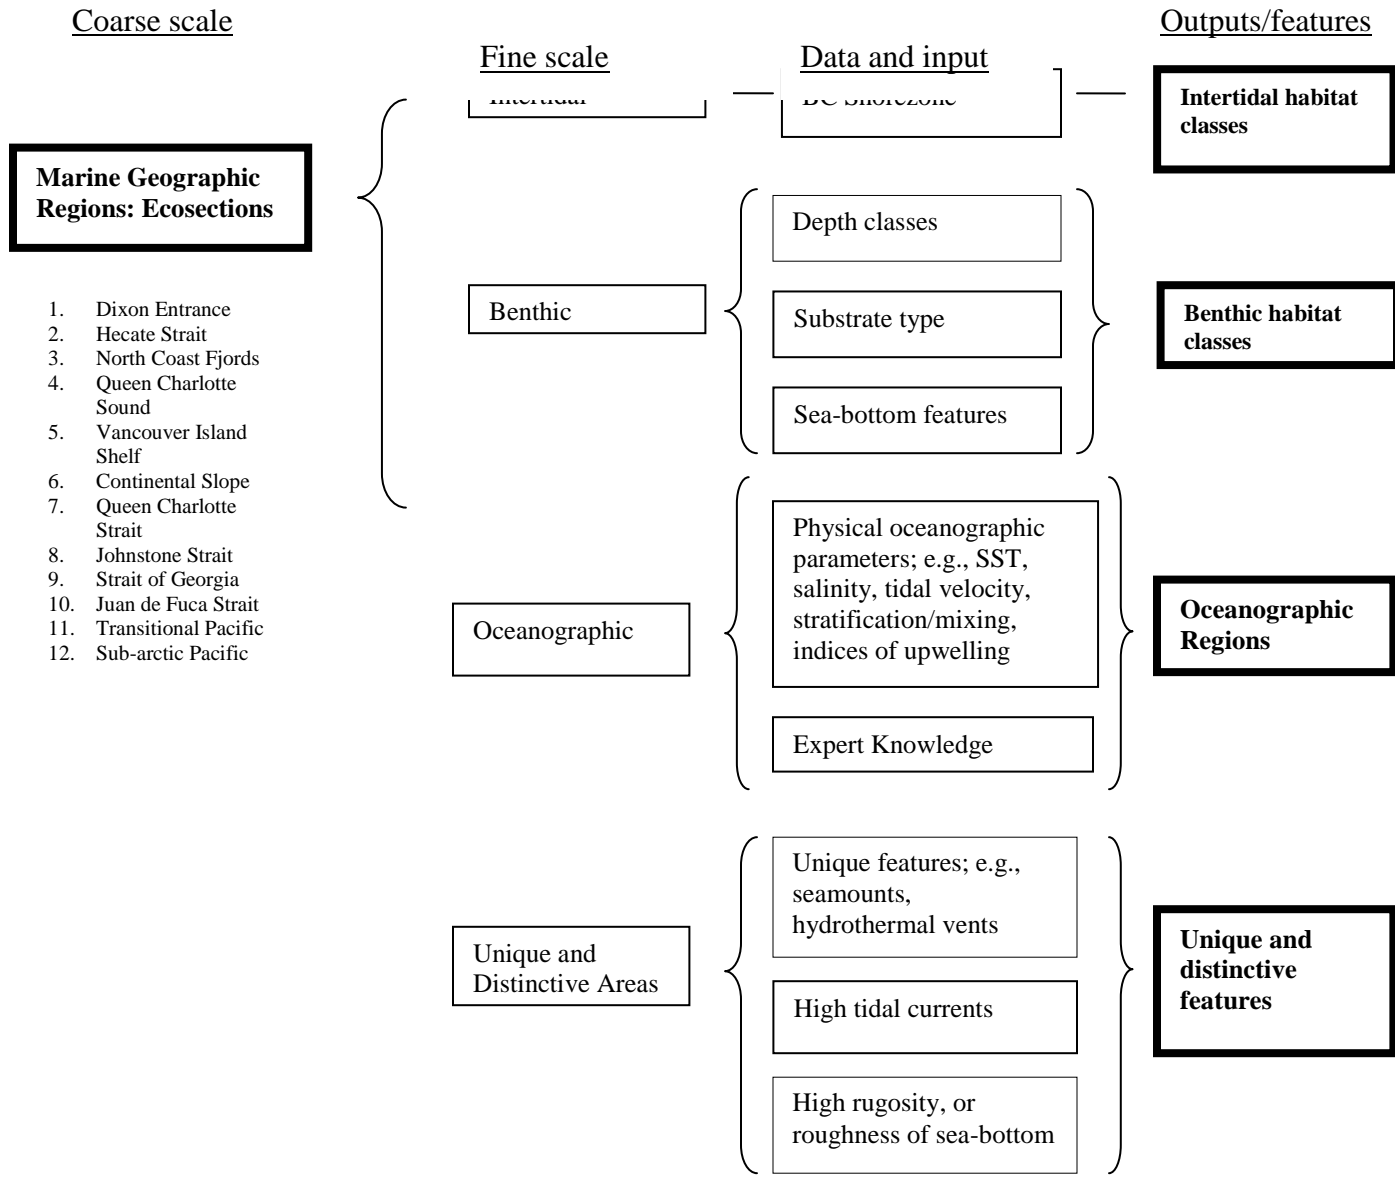 Coarse scale
Fine scale
Data and input
Outputs/features
Marine Geographic
Regions: Ecosections
1. Dixon Entrance
2. Hecate Strait
3. North Coast Fjords
4. Queen Charlotte
Sound
5. Vancouver Island
Shelf
6. Continental Slope
7. Queen Charlotte
Strait
8. Johnstone Strait
9. Strait of Georgia
10. Juan de Fuca Strait
11. Transitional Pacific
12. Sub-arctic Pacific
Intertidal
BC Shorezone
Intertidal habitat
classes
Benthic
Depth classes
Substrate type
Sea-bottom features
Benthic habitat
classes
Oceanographic
Physical oceanographic
parameters; e.g., SST,
salinity, tidal velocity,
stratification/mixing,
indices of upwelling
Expert Knowledge
Oceanographic
Regions
Unique and
Distinctive Areas
Unique features; e.g.,
seamounts,
hydrothermal vents
High tidal currents
High rugosity, or
roughness of sea-bottom
Unique and
distinctive
features